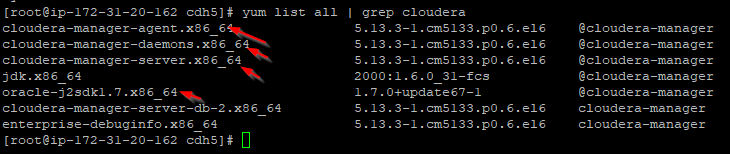 [root@ip-172-31-20-162 cdh5]# yum list all | grep cloudera
cloudera-manager-agent.x86_64 5.13.3-1.cm5133.p0.6.el6 @cloudera-manager
cloudera-manager-daemons.x86_64 5.13.3-1.cm5133.p0.6.el6 @cloudera-manager
cloudera-manager-server.x86_64 5.13.3-1.cm5133.p0.6.el6 @cloudera-manager
jdk.x86_64 2000:1.6.0_31-fcs @cloudera-manager
oracle-j2sdk1.7.x86_64 1.7.0+update67-1 @cloudera-manager
cloudera-manager-server-db-2.x86_64 5.13.3-1.cm5133.p0.6.el6 cloudera-manager
enterprise-debuginfo.x86_64 5.13.3-1.cm5133.p0.6.el6 cloudera-manager
[root@ip-172-31-20-162 cdh5]#